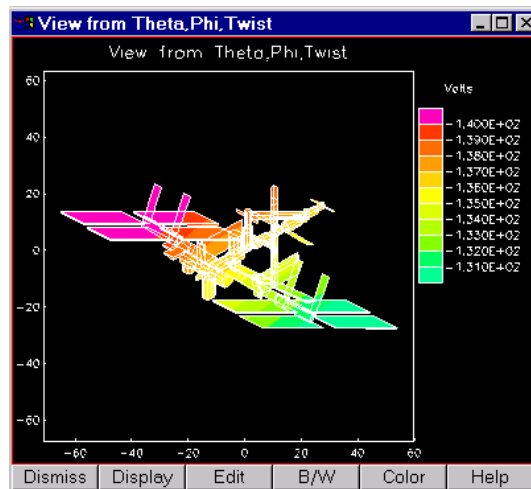 View from Theta,Phi,Twist
View from Theta,Phi,Twist
Volts
-1.400E+02
-1.390E+02
-1.380E+02
-1.370E+02
-1.360E+02
-1.350E+02
-1.340E+02
-1.330E+02
-1.320E+02
-1.310E+02
60
40
20
0
-20
-40
-60
-60 -40 -20 0 20 40 60
Dismiss Display Edit B/W Color Help